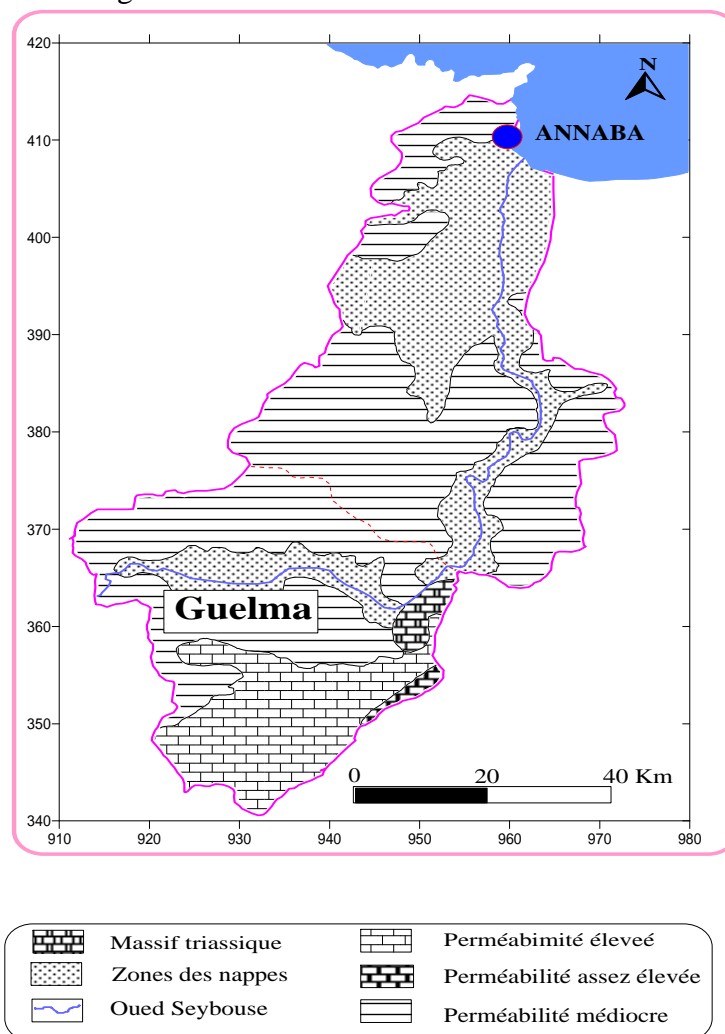 420
N
410
ANNABA
400
390
380
370
Guelma
360
350
0 20 40 Km
340
910 920 930 940 950 960 970 980
Massif triassique
Perméabimité éleveé
Zones des nappes
Perméabilité assez élevée
Oued Seybouse
Perméabilité médiocre